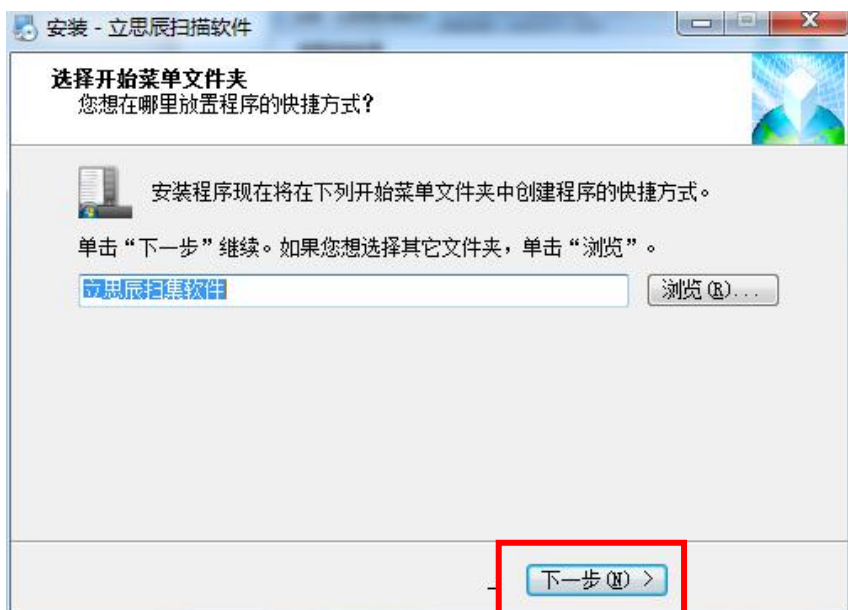 安装 - 立思辰扫描软件
选择开始菜单文件夹
您想在哪里放置程序的快捷方式?
安装程序现在将在下列开始菜单文件夹中创建程序的快捷方式。
单击“下一步”继续。如果您想选择其它文件夹，单击“浏览”。
立思辰扫集软件
浏览(R)...
下一步(N) >